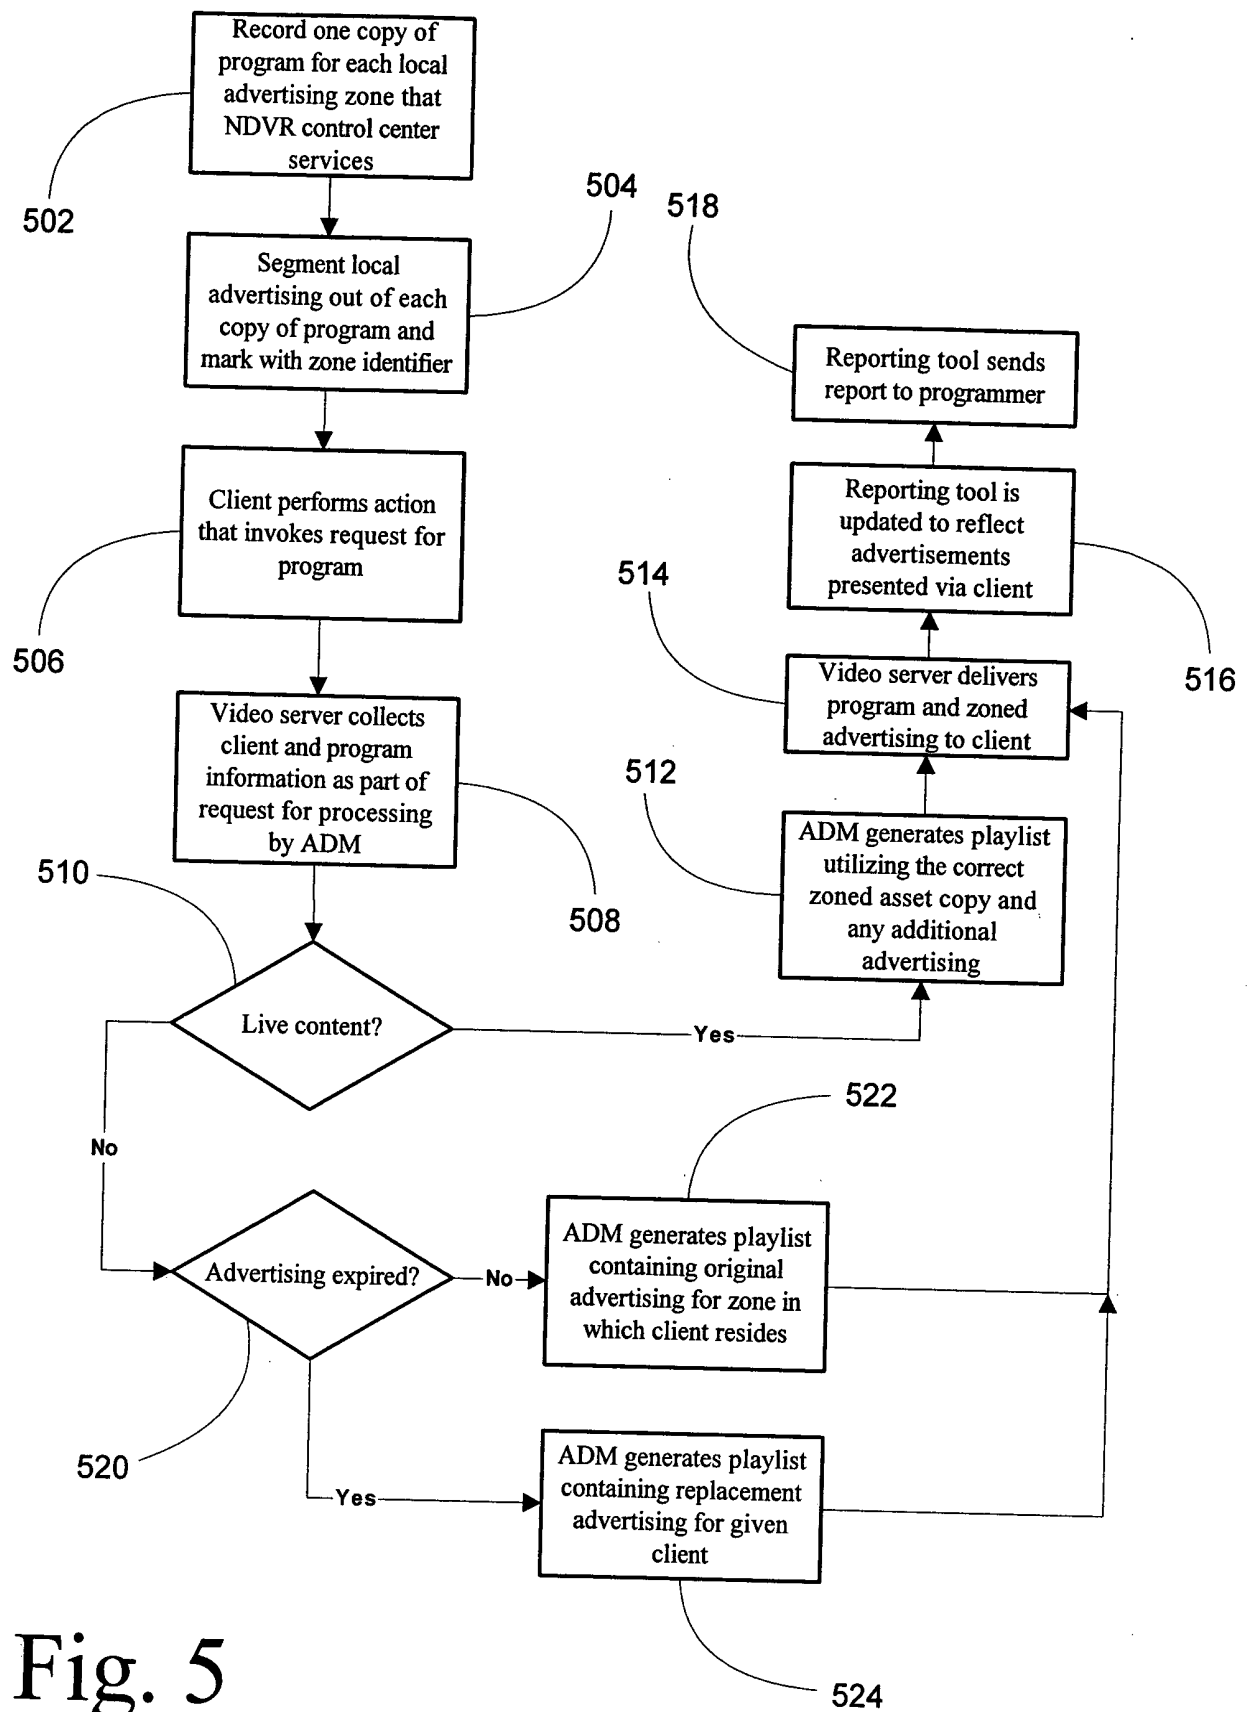 Record one copy of
program for each local
advertising zone that
NDVR control center
services
502
504
Segment local
advertising out of each
copy of program and
mark with zone identifier
518
Reporting tool sends
report to programmer
Client performs action
that invokes request for
program
506
Reporting tool is
updated to reflect
advertisements
presented via client
516
514
Video server delivers
program and zoned
advertising to client
Video server collects
client and program
information as part of
request for processing
by ADM
508
512
ADM generates playlist
utilizing the correct
zoned asset copy and
any additional
advertising
510
Live content?
Yes
No
522
Advertising expired?
No
ADM generates playlist
containing original
advertising for zone in
which client resides
520
Yes
ADM generates playlist
containing replacement
advertising for given
client
524
Fig. 5